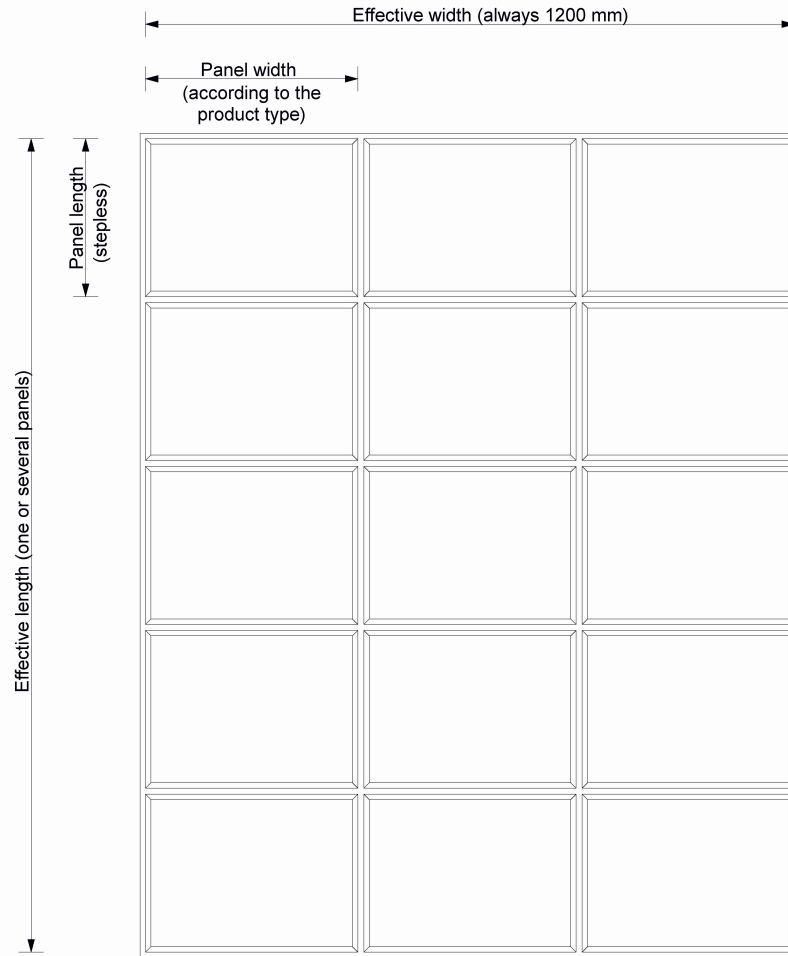 Effective width (always 1200 mm)
Panel width
(according to the
product type)
Panel length
(stepless)
Effective length (one or several panels)